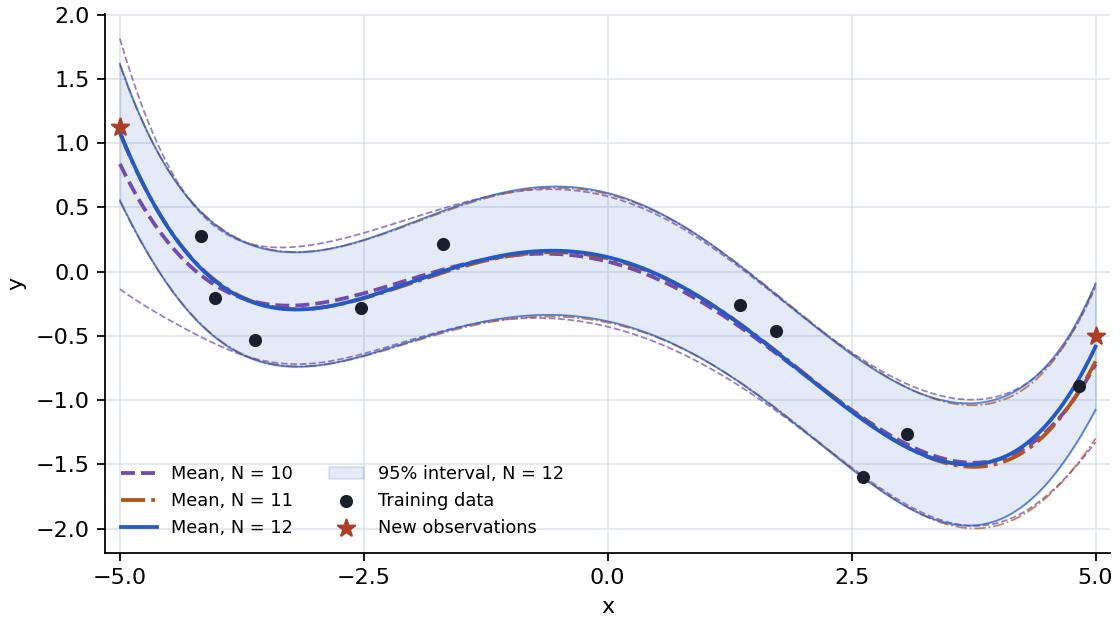 2.0
1.5
1.0
0.5
0.0
−0.5
−1.0
−1.5
−2.0
y
Mean, N = 10
Mean, N = 11
Mean, N = 12
95% interval, N = 12
Training data
New observations
−5.0 −2.5 0.0 2.5 5.0
x